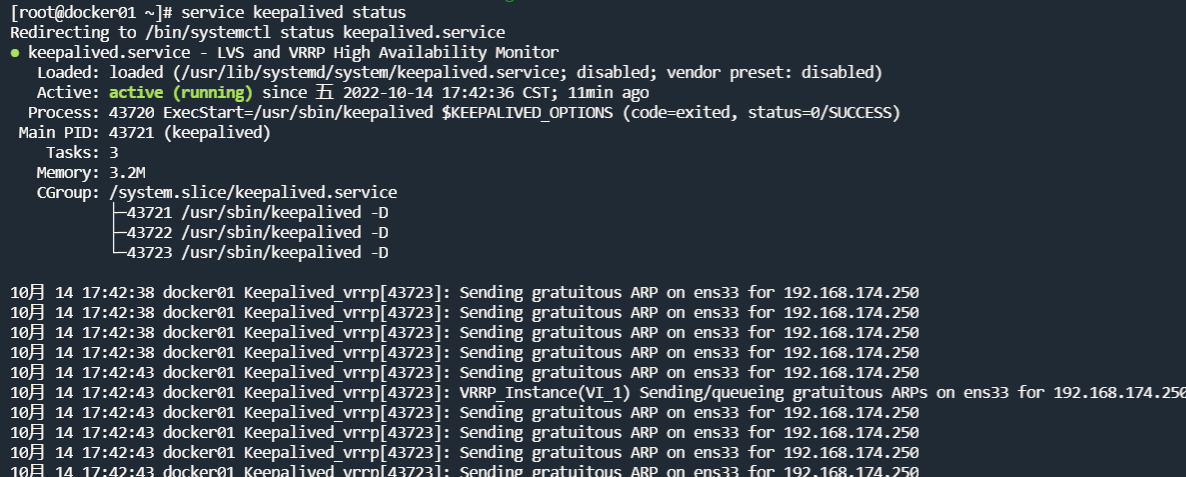 [root@docker01 ~]# service keepalived status
Redirecting to /bin/systemctl status keepalived.service
● keepalived.service - LVS and VRRP High Availability Monitor
   Loaded: loaded (/usr/lib/systemd/system/keepalived.service; disabled; vendor preset: disabled)
   Active: active (running) since 五 2022-10-14 17:42:36 CST; 11min ago
  Process: 43720 ExecStart=/usr/sbin/keepalived $KEEPALIVED_OPTIONS (code=exited, status=0/SUCCESS)
 Main PID: 43721 (keepalived)
    Tasks: 3
   Memory: 3.2M
   CGroup: /system.slice/keepalived.service
           ├─43721 /usr/sbin/keepalived -D
           ├─43722 /usr/sbin/keepalived -D
           └─43723 /usr/sbin/keepalived -D
10月 14 17:42:38 docker01 Keepalived_vrrp[43723]: Sending gratuitous ARP on ens33 for 192.168.174.250
10月 14 17:42:38 docker01 Keepalived_vrrp[43723]: Sending gratuitous ARP on ens33 for 192.168.174.250
10月 14 17:42:38 docker01 Keepalived_vrrp[43723]: Sending gratuitous ARP on ens33 for 192.168.174.250
10月 14 17:42:38 docker01 Keepalived_vrrp[43723]: Sending gratuitous ARP on ens33 for 192.168.174.250
10月 14 17:42:43 docker01 Keepalived_vrrp[43723]: Sending gratuitous ARP on ens33 for 192.168.174.250
10月 14 17:42:43 docker01 Keepalived_vrrp[43723]: VRRP_Instance(VI_1) Sending/queueing gratuitous ARPs on ens33 for 192.168.174.250
10月 14 17:42:43 docker01 Keepalived_vrrp[43723]: Sending gratuitous ARP on ens33 for 192.168.174.250
10月 14 17:42:43 docker01 Keepalived_vrrp[43723]: Sending gratuitous ARP on ens33 for 192.168.174.250
10月 14 17:42:43 docker01 Keepalived_vrrp[43723]: Sending gratuitous ARP on ens33 for 192.168.174.250
10月 14 17:42:43 docker01 Keepalived_vrrp[43723]: Sending gratuitous ARP on ens33 for 192.168.174.250